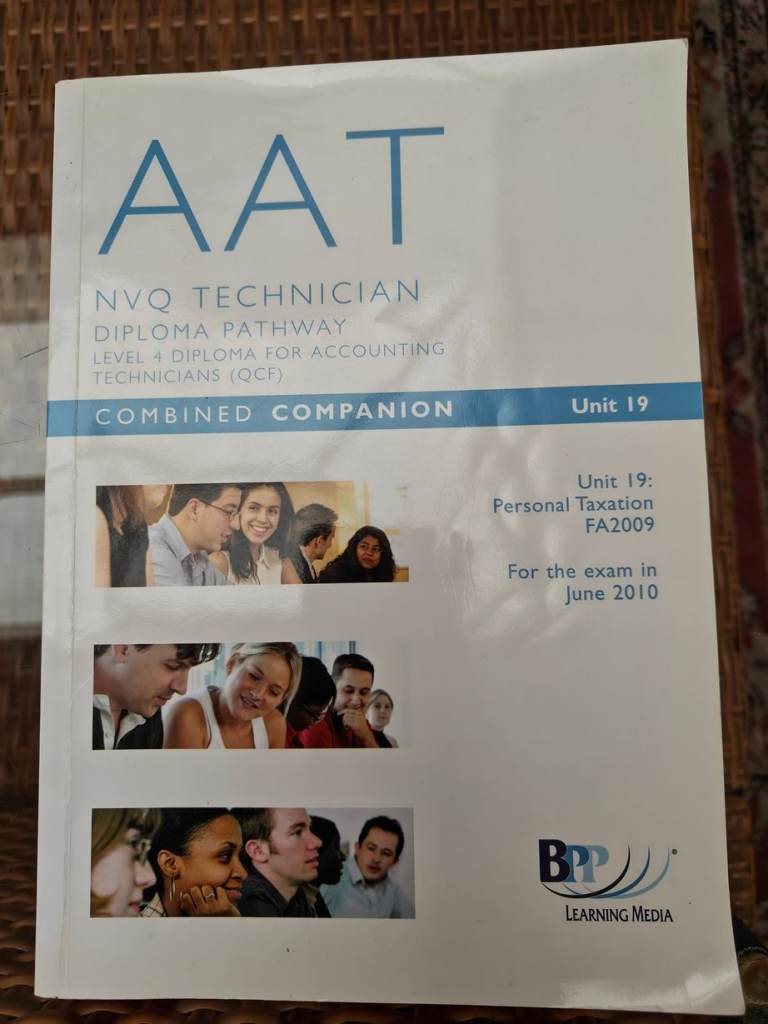 AAT
NVQ TECHNICIAN
DIPLOMA PATHWAY
LEVEL 4 DIPLOMA FOR ACCOUNTING
TECHNICIANS (QCF)
COMBINED COMPANION Unit 19
Unit 19:
Personal Taxation
FA2009
For the exam in
June 2010
BPP
LEARNING MEDIA